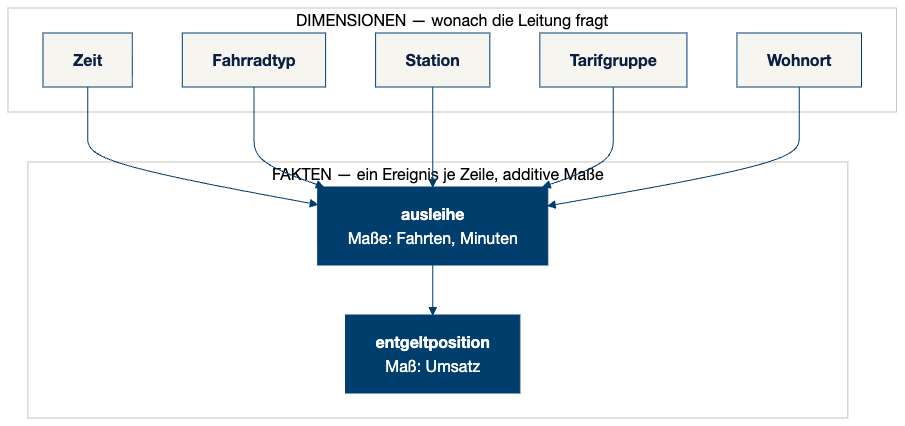 DIMENSIONEN — wonach die Leitung fragt
Zeit
Fahrradtyp
Station
Tarifgruppe
Wohnort
FAKTEN — ein Ereignis je Zeile, additive Maße
ausleihe
Maße: Fahrten, Minuten
entgeltposition
Maß: Umsatz